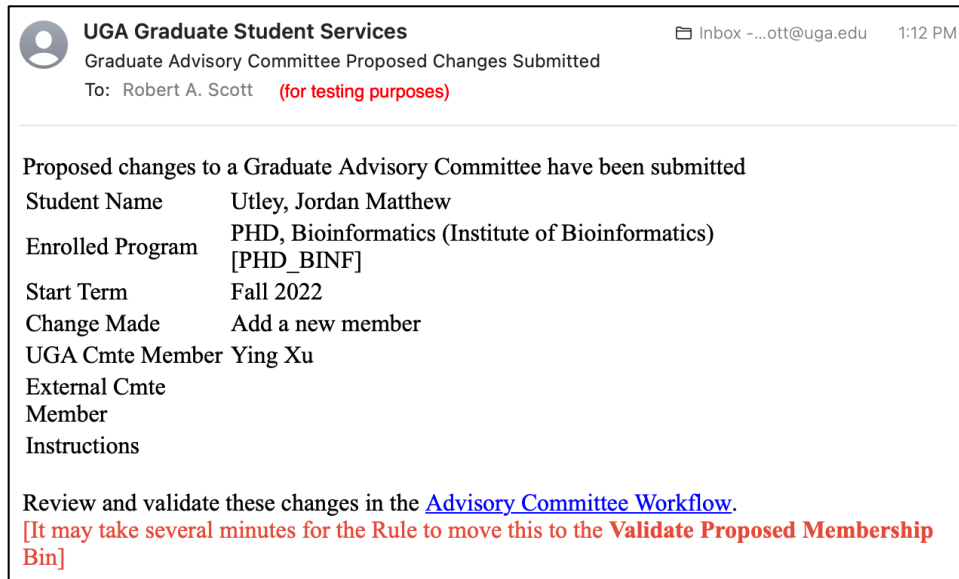 UGA Graduate Student Services
Inbox -...ott@uga.edu 1:12 PM
Graduate Advisory Committee Proposed Changes Submitted
To: Robert A. Scott (for testing purposes)
Proposed changes to a Graduate Advisory Committee have been submitted
Student Name Utley, Jordan Matthew
Enrolled Program PHD, Bioinformatics (Institute of Bioinformatics)
[PHD_BINF]
Start Term Fall 2022
Change Made Add a new member
UGA Cmte Member Ying Xu
External Cmte
Member
Instructions
Review and validate these changes in the Advisory Committee Workflow.
[It may take several minutes for the Rule to move this to the Validate Proposed Membership
Bin]